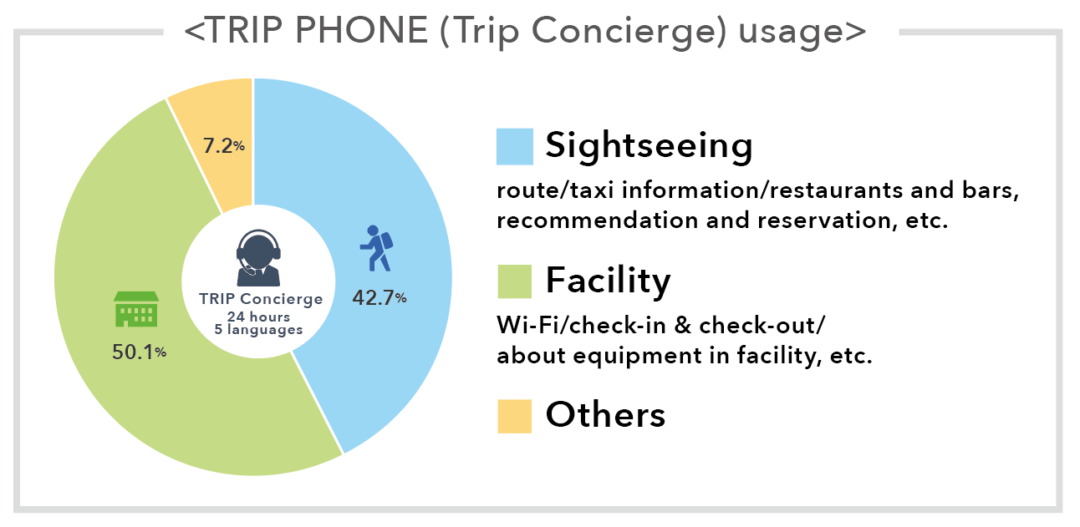 <TRIP PHONE (Trip Concierge) usage>
7.2%
42.7%
50.1%
TRIP Concierge
24 hours
5 languages
Sightseeing
route/taxi information/restaurants and bars,
recommendation and reservation, etc.
Facility
Wi-Fi/check-in & check-out/
about equipment in facility, etc.
Others